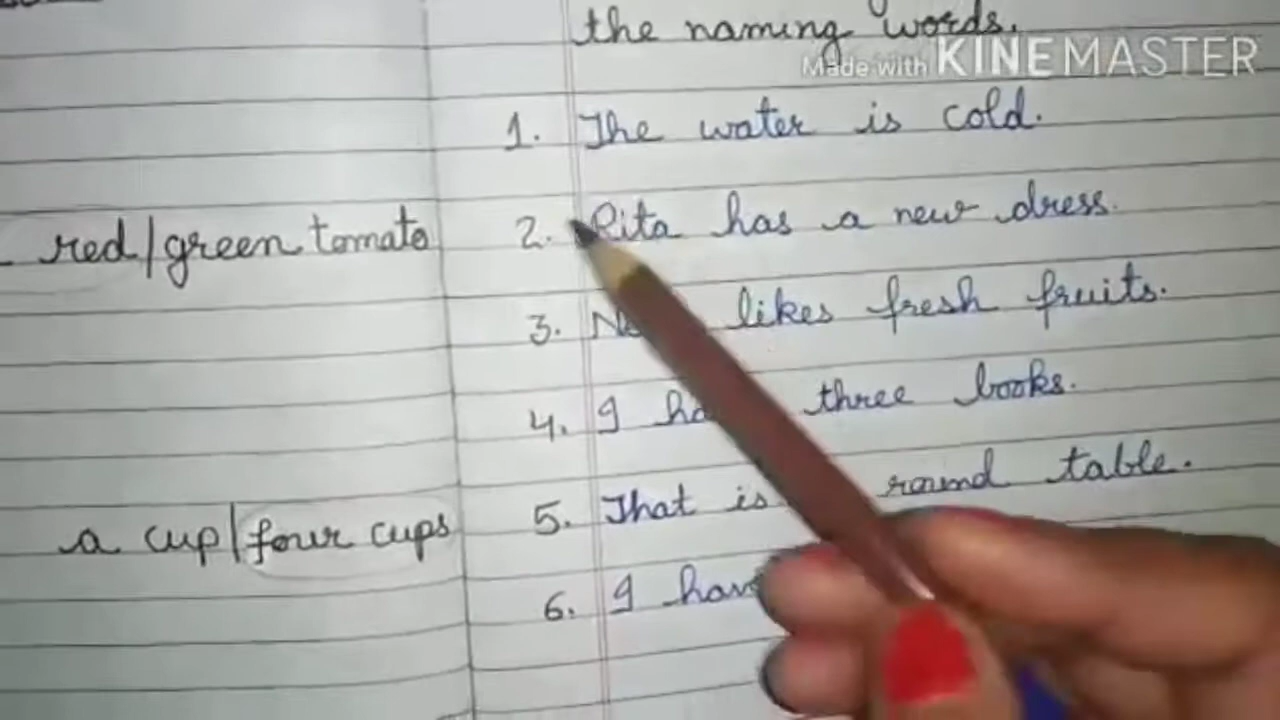 the naming words.
Made with KINEMASTER
1. The water is cold.
red/green tomato
2. Rita has a new dress.
3. likes fresh fruits.
4. I three books.
5. That is round table.
a cup/four cups
6. I have